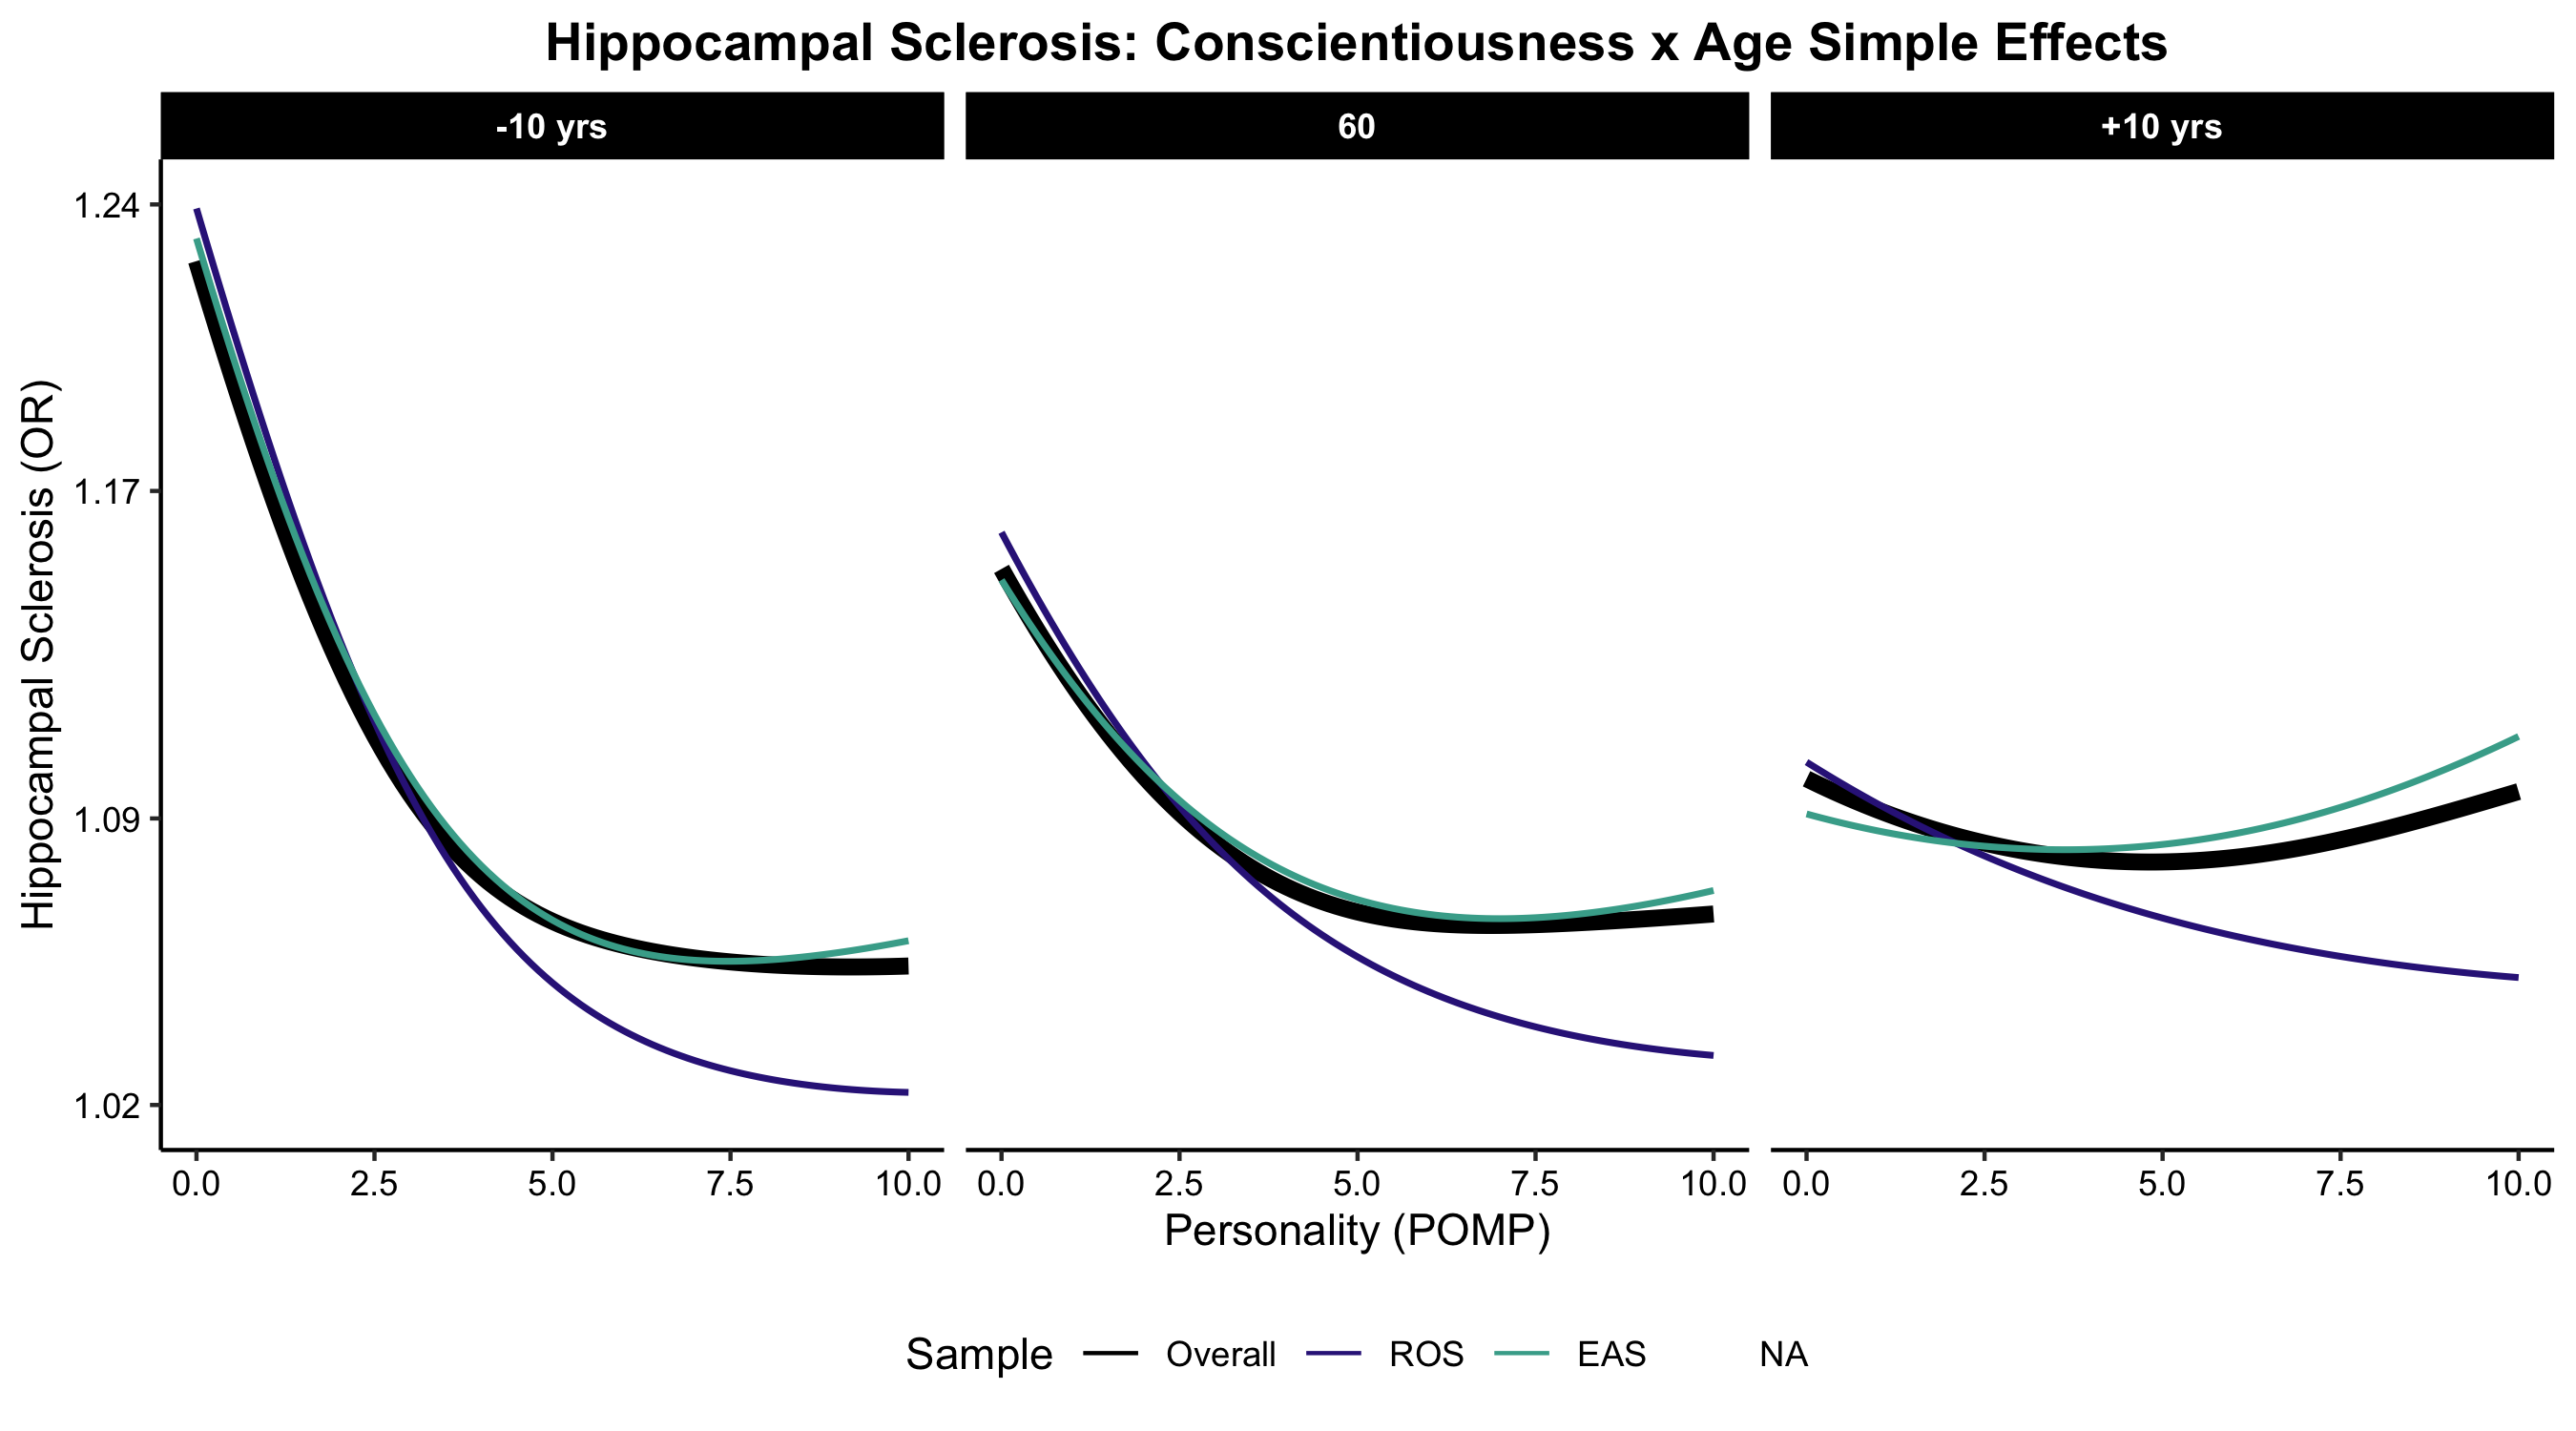 Hippocampal Sclerosis: Conscientiousness x Age Simple Effects
-10 yrs
60
+10 yrs
Hippocampal Sclerosis (OR)
1.24
1.17
1.09
1.02
0.0 2.5 5.0 7.5 10.0
0.0 2.5 5.0 7.5 10.0
0.0 2.5 5.0 7.5 10.0
Personality (POMP)
Sample Overall ROS EAS NA